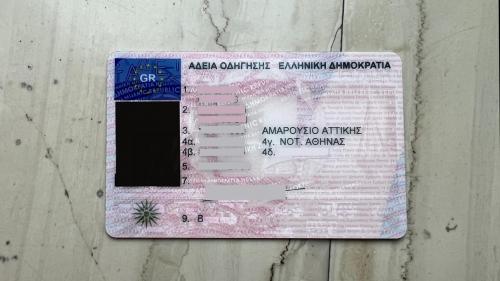 GR
ΑΔΕΙΑ ΟΔΗΓΗΣΗΣ ΕΛΛΗΝΙΚΗ ΔΗΜΟΚΡΑΤΙΑ
1.
2.
3. ΑΜΑΡΟΥΣΙΟ ΑΤΤΙΚΗΣ
4α. 4γ. ΝΟΤ. ΑΘΗΝΑΣ
4β. 4δ.
5.
7.
9. Β